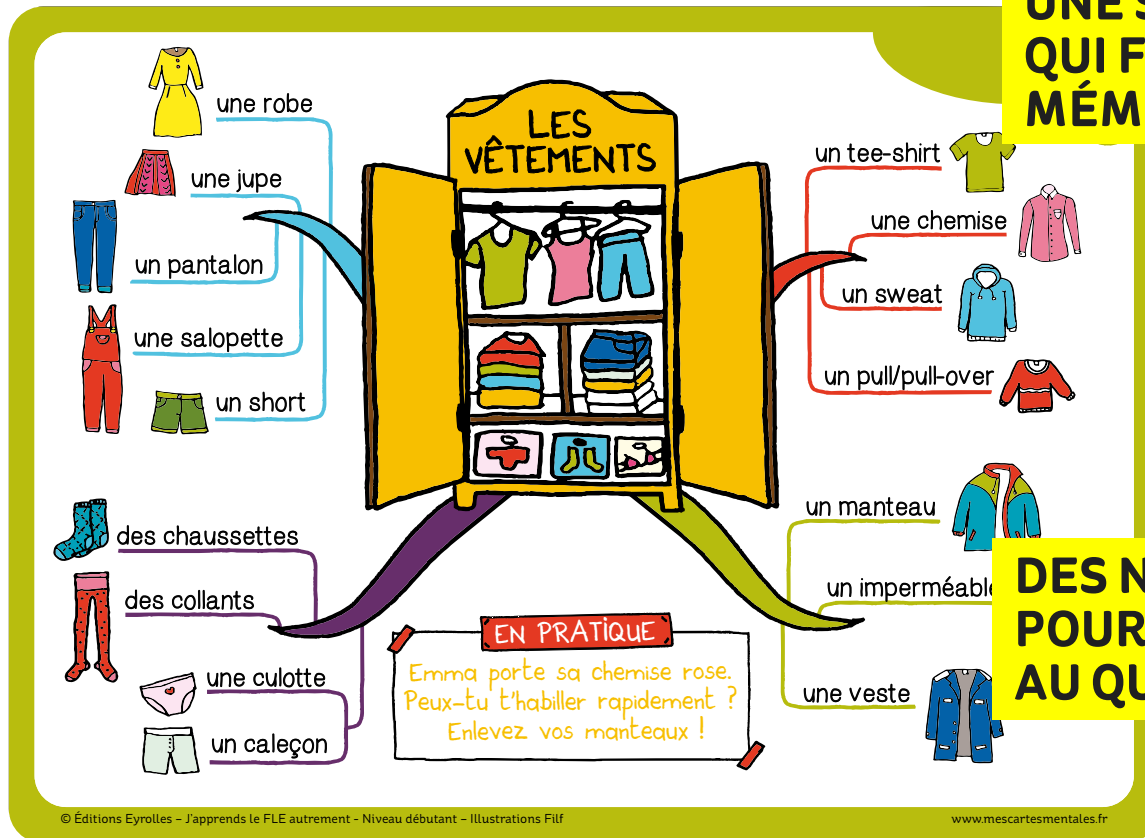 UNE S
QUI F
MÉM
LES
VÊTEMENTS
une robe
une jupe
un pantalon
une salopette
un short
un tee-shirt
une chemise
un sweat
un pull/pull-over
des chaussettes
des collants
une culotte
un caleçon
un manteau
un imperméable
une veste
DES N
POUR
AU QU
EN PRATIQUE
Emma porte sa chemise rose.
Peux-tu t'habiller rapidement ?
Enlevez vos manteaux !
© Éditions Eyrolles – J'apprends le FLE autrement - Niveau débutant – Illustrations Filf
www.mescartesmentales.fr